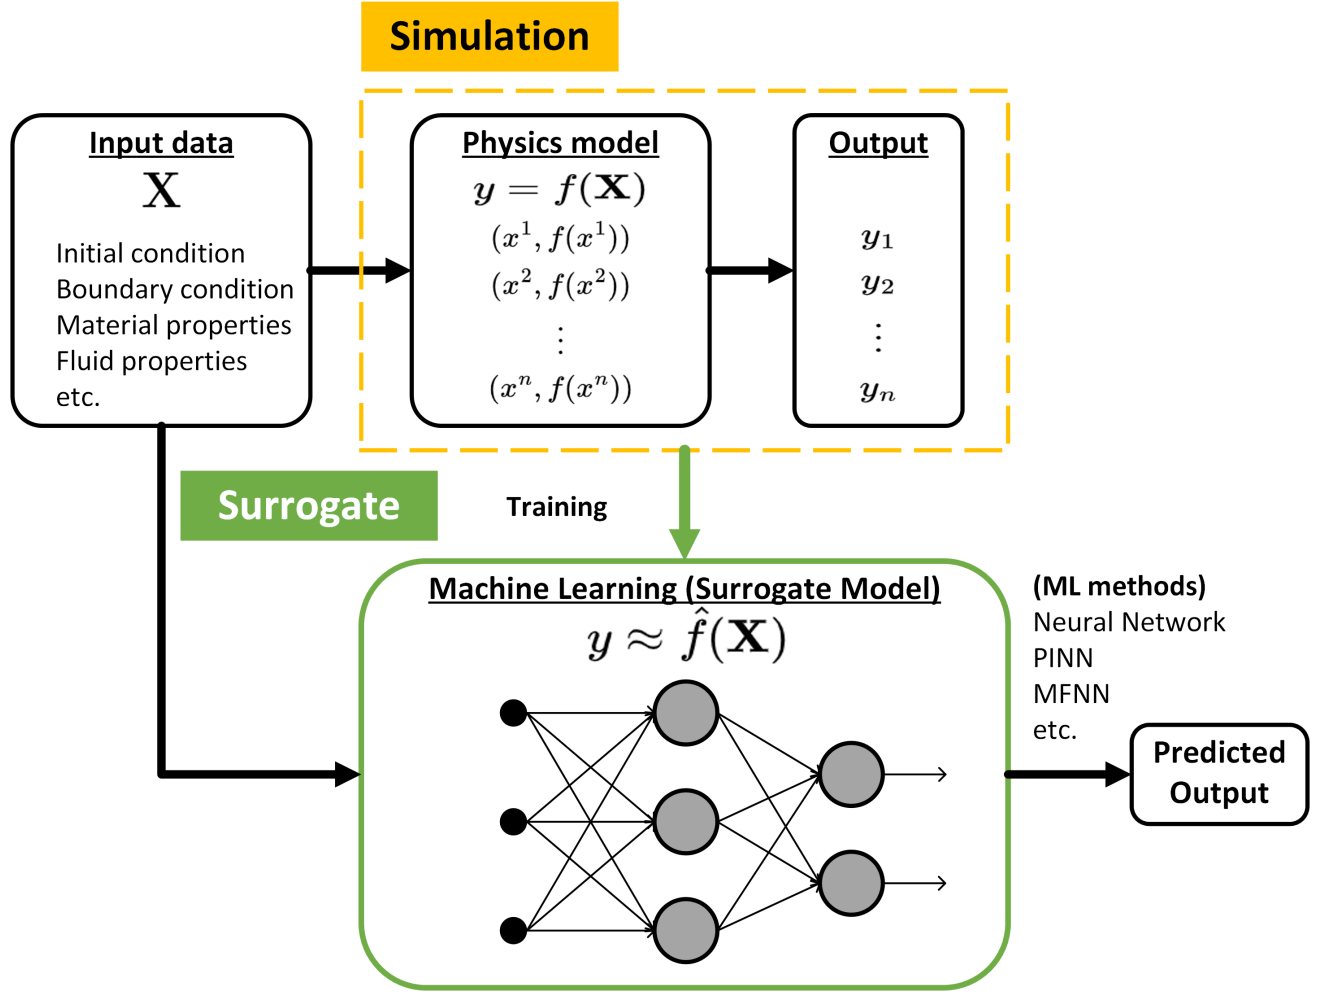 Simulation
Input data
X
Initial condition
Boundary condition
Material properties
Fluid properties
etc.
Physics model
y = f(X)
(x¹, f(x¹))
(x², f(x²))
⋮
(xⁿ, f(xⁿ))
Output
y₁
y₂
⋮
yₙ
Surrogate
Training
Machine Learning (Surrogate Model)
y ≈ f̂(X)
(ML methods)
Neural Network
PINN
MFNN
etc.
Predicted
Output